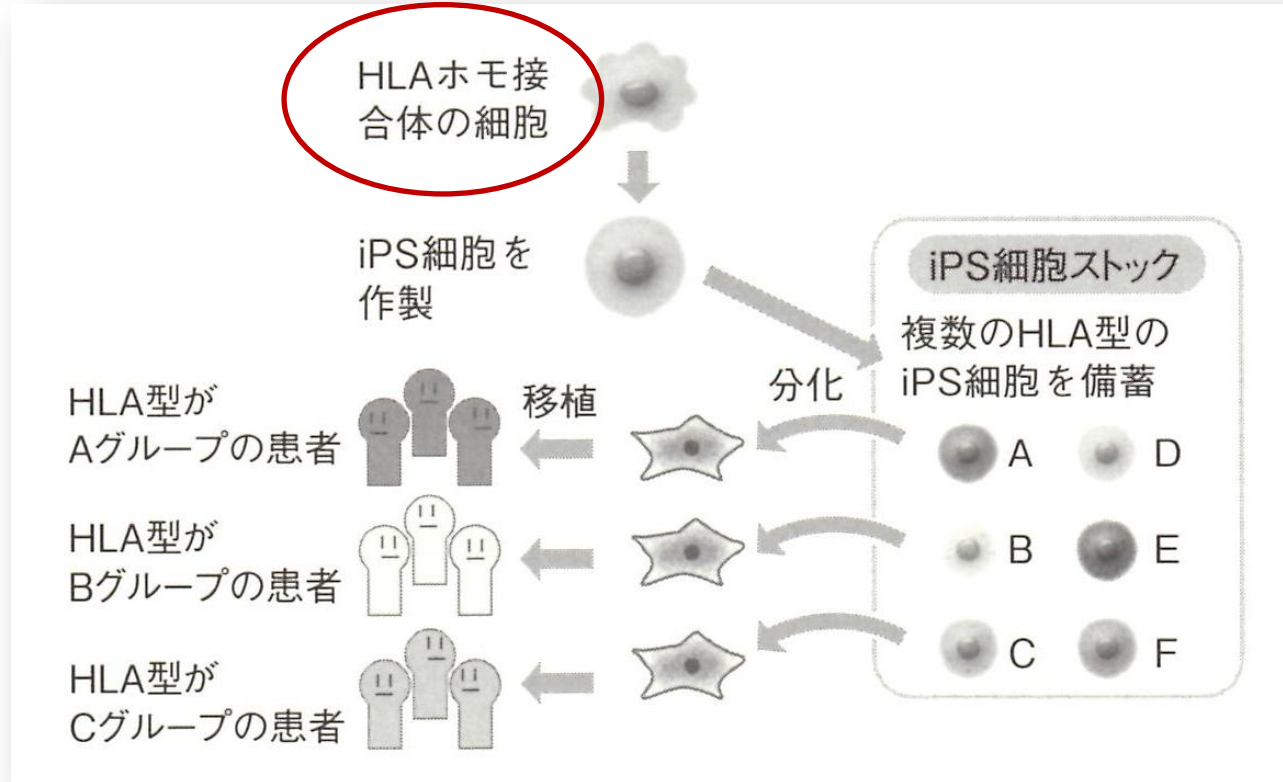 HLAホモ接
合体の細胞
iPS細胞を
作製
iPS細胞ストック
複数のHLA型の
iPS細胞を備蓄
分化
移植
A
D
B
E
C
F
HLA型が
Aグループの患者
HLA型が
Bグループの患者
HLA型が
Cグループの患者